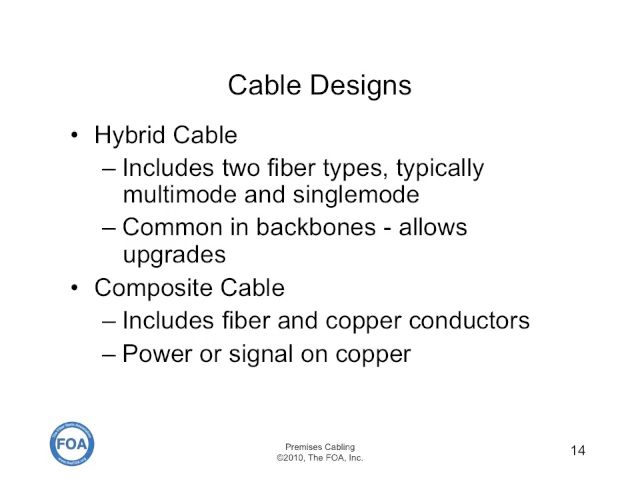 Cable Designs
• Hybrid Cable
– Includes two fiber types, typically
multimode and singlemode
– Common in backbones - allows
upgrades
• Composite Cable
– Includes fiber and copper conductors
– Power or signal on copper
FOA
Premises Cabling
©2010, The FOA, Inc.
14